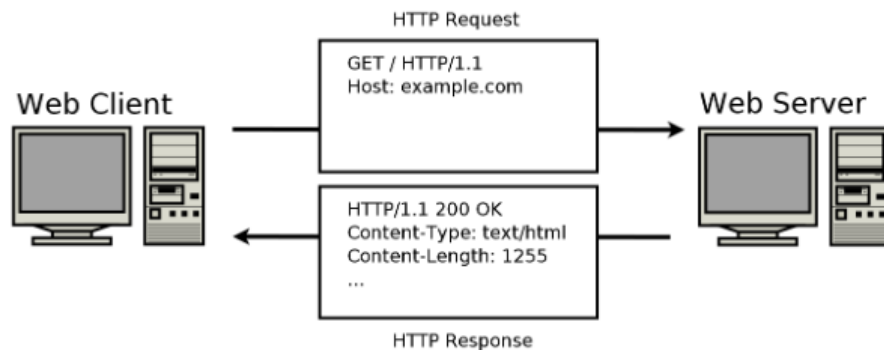 HTTP Request
GET / HTTP/1.1
Host: example.com
Web Client
Web Server
HTTP/1.1 200 OK
Content-Type: text/html
Content-Length: 1255
...
HTTP Response